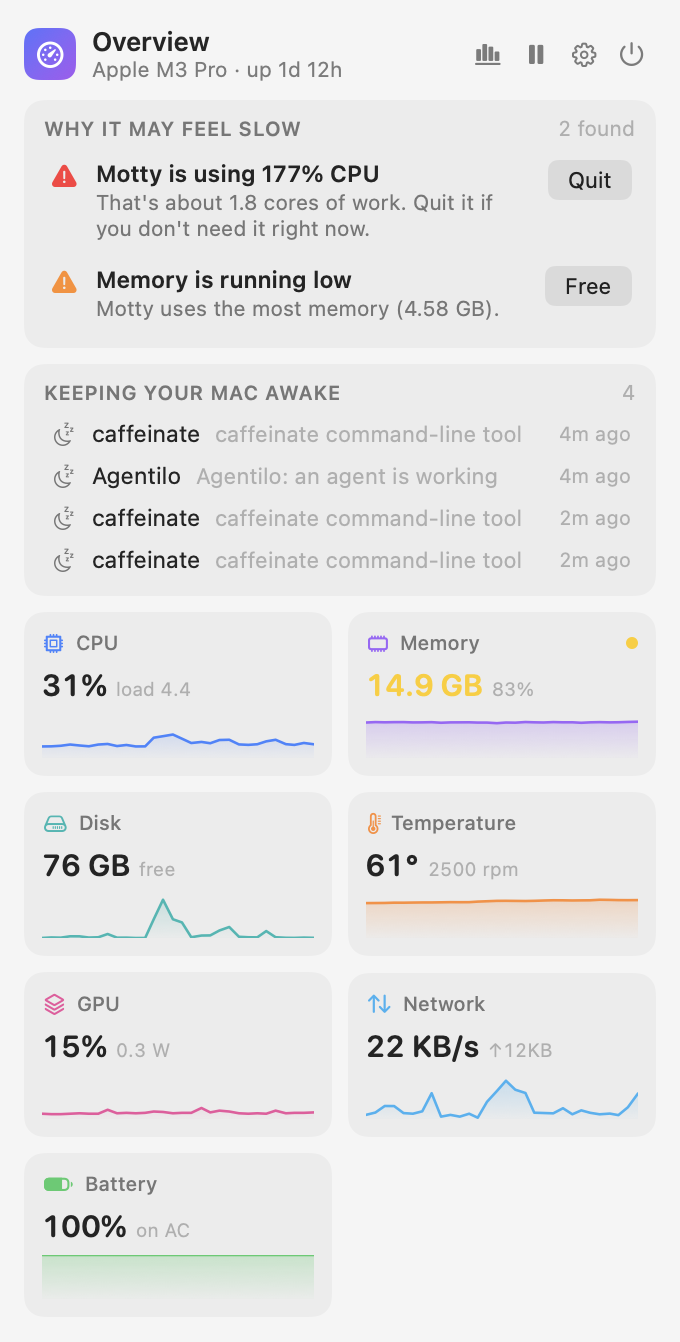 Overview
Apple M3 Pro · up 1d 12h
WHY IT MAY FEEL SLOW 2 found
Motty is using 177% CPU Quit
That's about 1.8 cores of work. Quit it if
you don't need it right now.
Memory is running low Free
Motty uses the most memory (4.58 GB).
KEEPING YOUR MAC AWAKE 4
caffeinate caffeinate command-line tool 4m ago
Agentilo Agentilo: an agent is working 4m ago
caffeinate caffeinate command-line tool 2m ago
caffeinate caffeinate command-line tool 2m ago
CPU
31% load 4.4
Memory
14.9 GB 83%
Disk
76 GB free
Temperature
61° 2500 rpm
GPU
15% 0.3 W
Network
22 KB/s ↑12KB
Battery
100% on AC